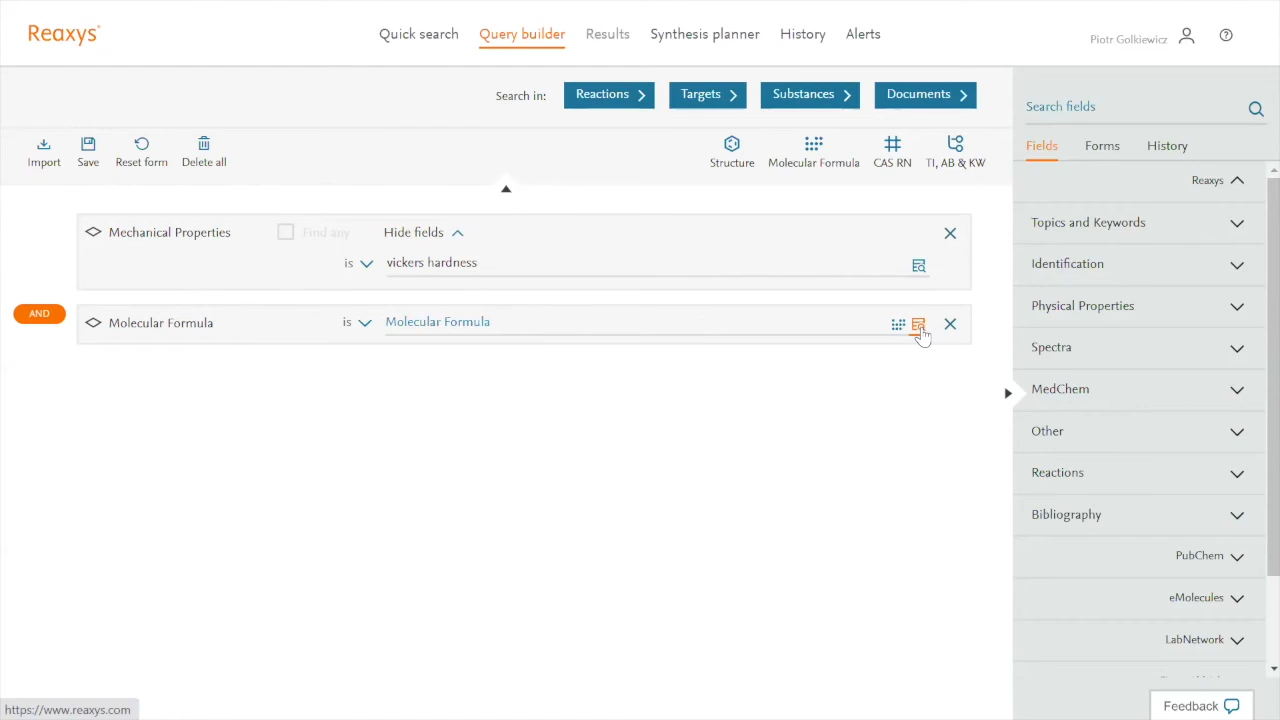 Reaxys®
Quick search Query builder Results Synthesis planner History Alerts
Piotr Golkiewicz
Search in: Reactions Targets Substances Documents
Search fields
Import Save Reset form Delete all
Structure Molecular Formula CAS RN TI, AB & KW
Fields Forms History
Reaxys
Mechanical Properties Find any Hide fields
is vickers hardness
AND
Molecular Formula is Molecular Formula
Topics and Keywords
Identification
Physical Properties
Spectra
MedChem
Other
Reactions
Bibliography
PubChem
eMolecules
LabNetwork
https://www.reaxys.com
Feedback